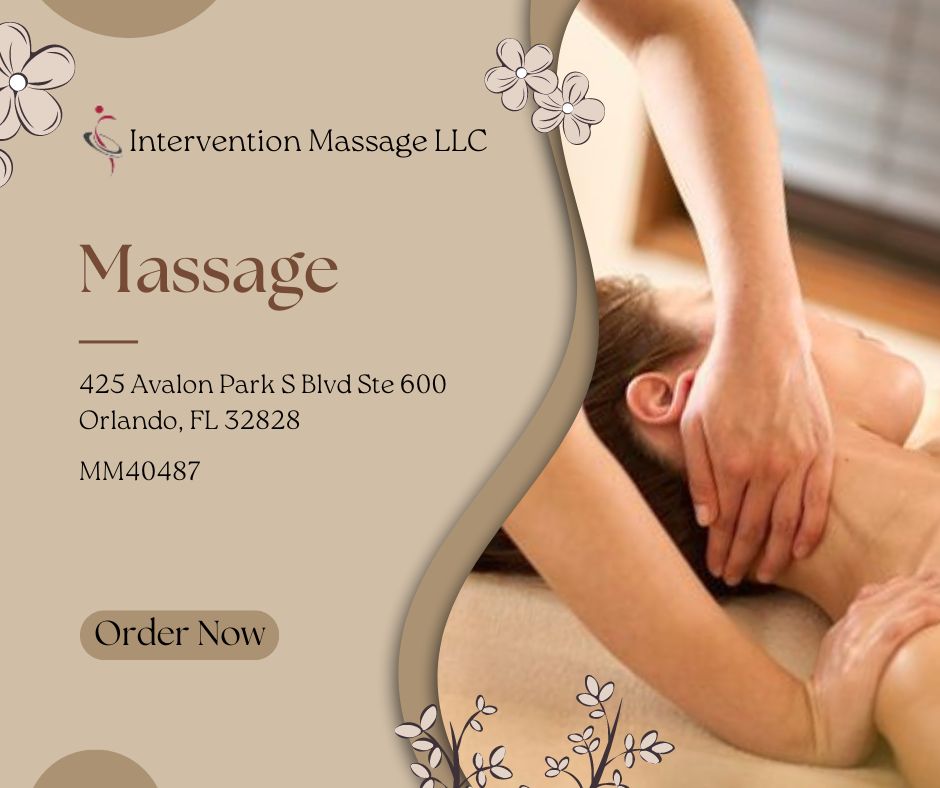 Intervention Massage LLC
Massage
425 Avalon Park S Blvd Ste 600
Orlando, FL 32828
MM40487
Order Now